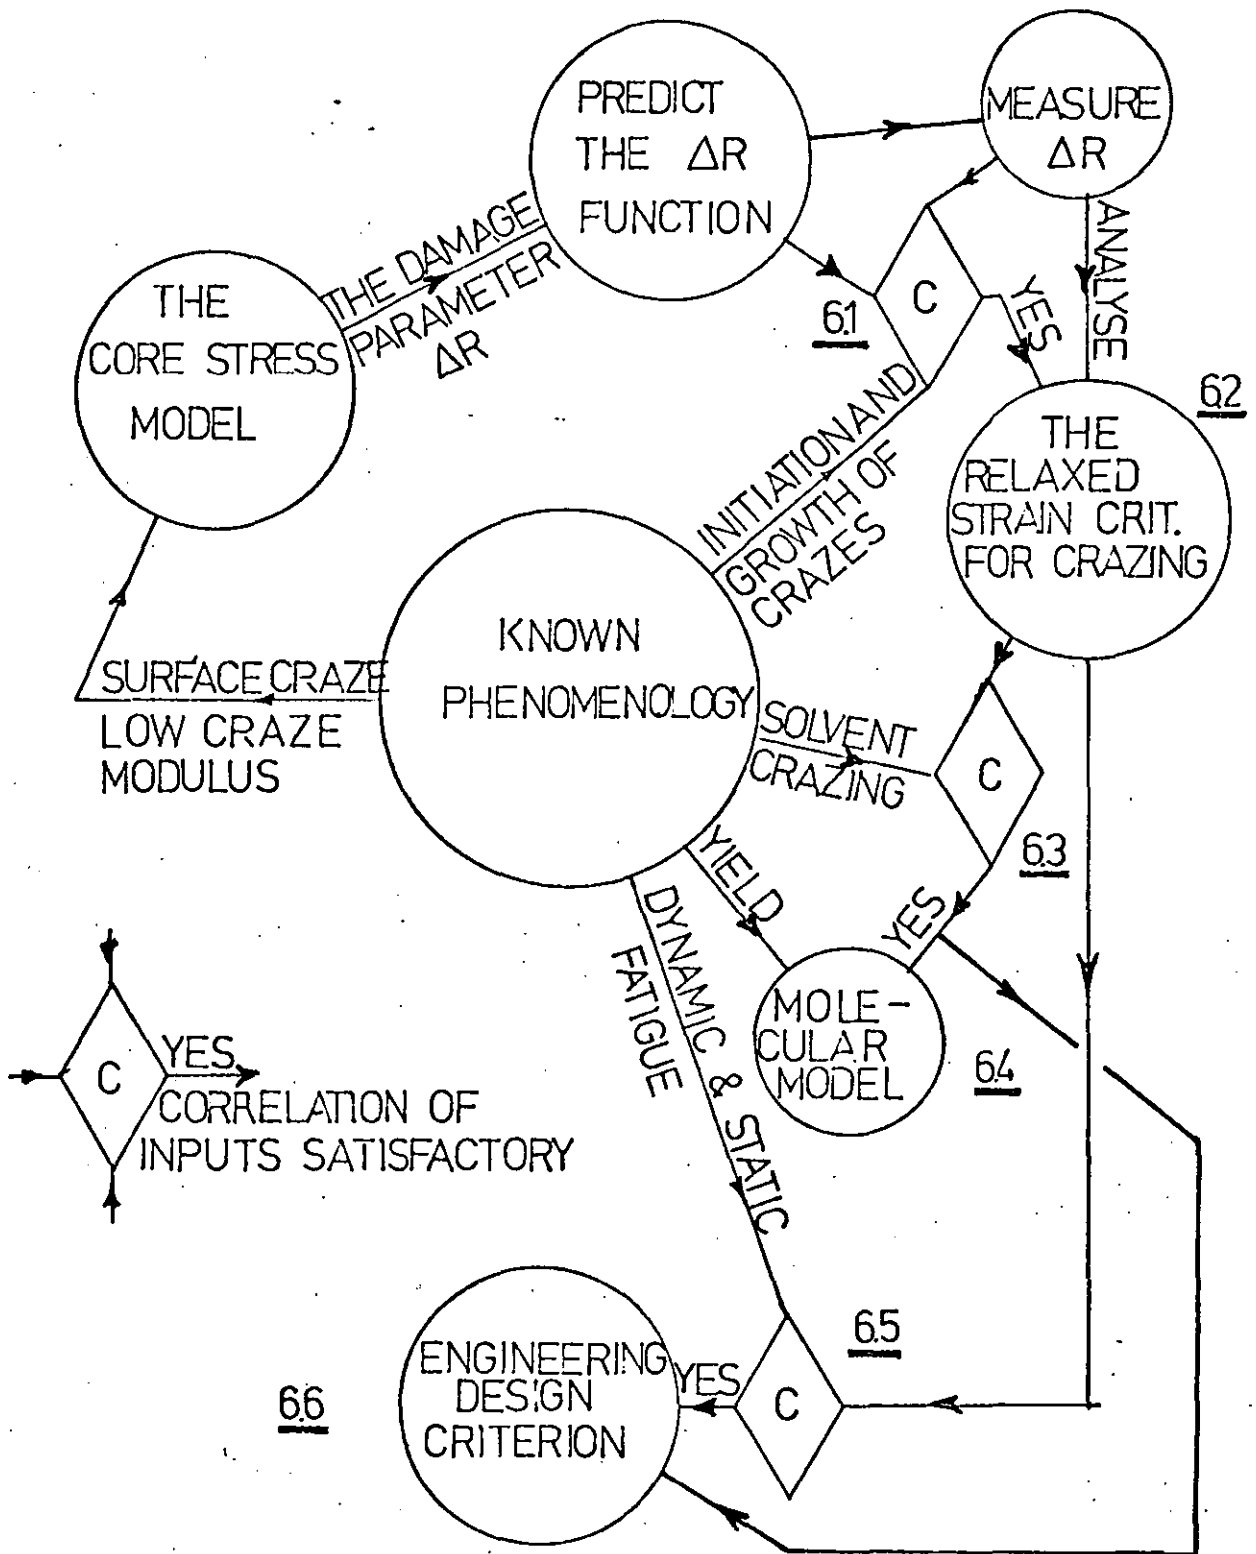 PREDICT
THE ΔR
FUNCTION
MEASURE
ΔR
THE DAMAGE
PARAMETER
ΔR
THE
CORE STRESS
MODEL
C
6.1
YES
ANALYSE
6.2
THE
RELAXED
STRAIN CRIT.
FOR CRAZING
INITIATION AND
GROWTH OF
CRAZES
KNOWN
PHENOMENOLOGY
SURFACE CRAZE
LOW CRAZE
MODULUS
SOLVENT
CRAZING
C
6.3
YES
YIELD
MOLE-
CULAR
MODEL
6.4
DYNAMIC & STATIC
FATIGUE
C
YES
CORRELATION OF
INPUTS SATISFACTORY
6.5
C
YES
ENGINEERING
DESIGN
CRITERION
6.6